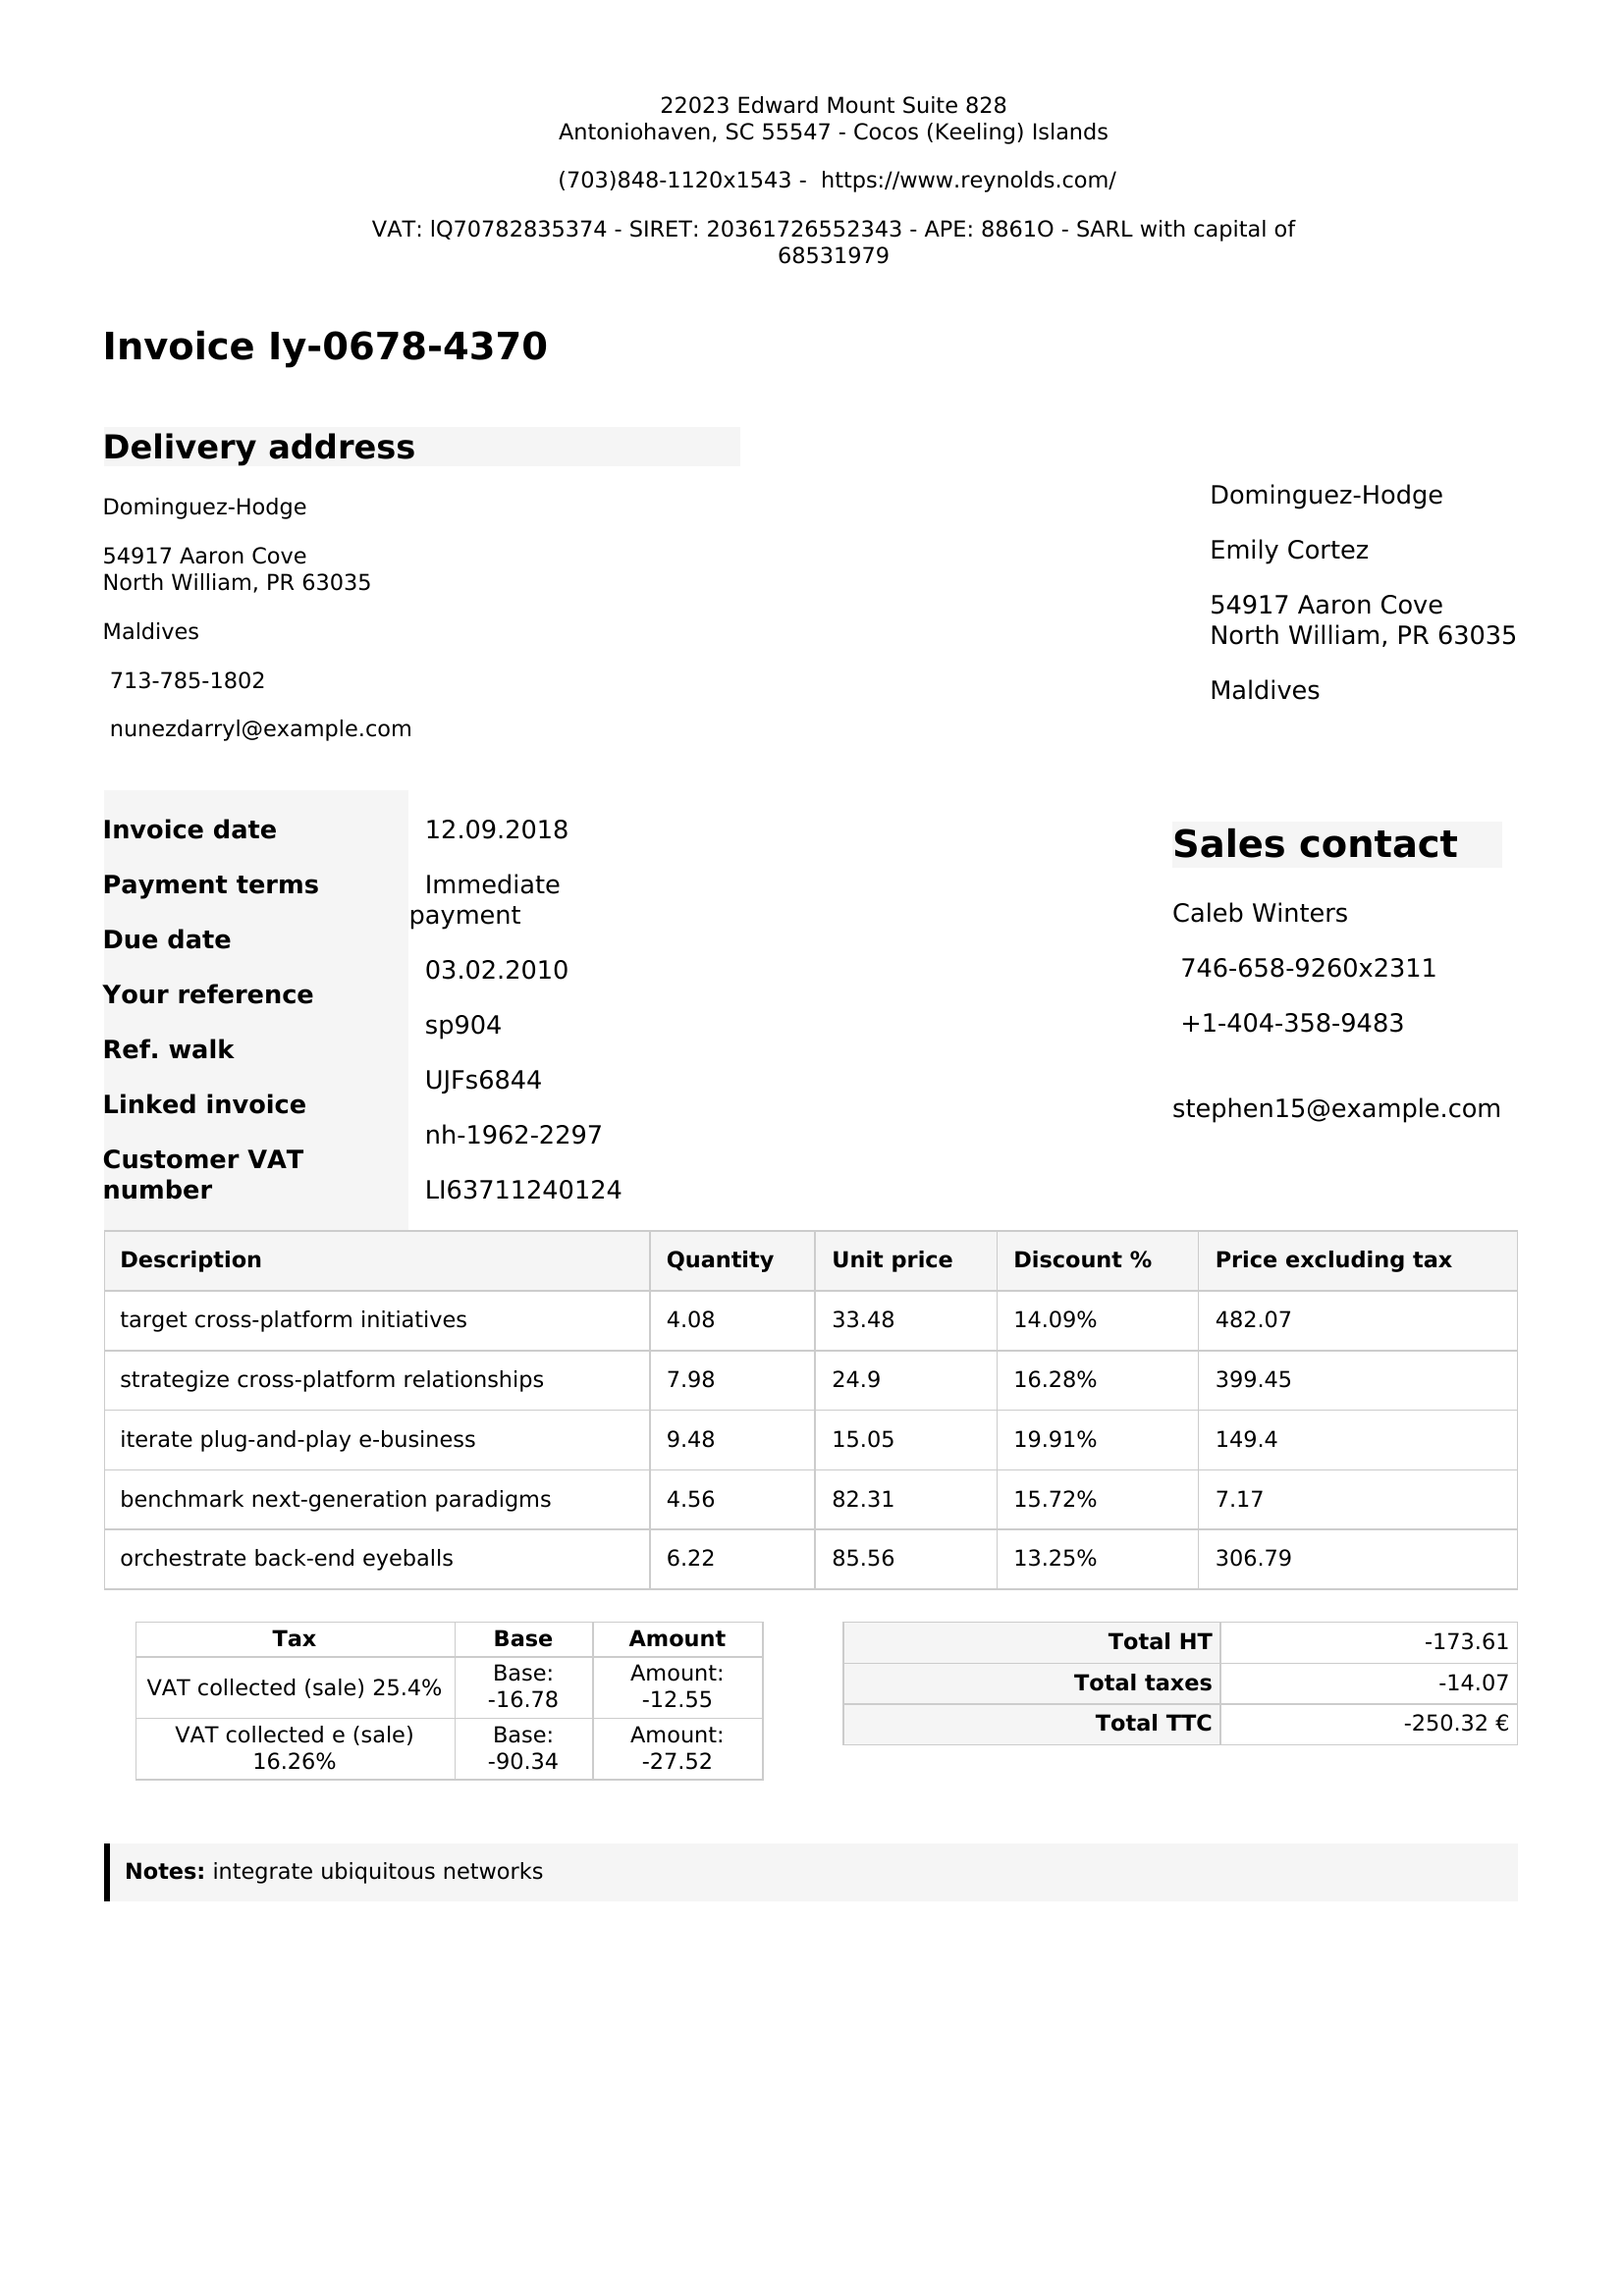 22023 Edward Mount Suite 828
Antoniohaven, SC 55547 - Cocos (Keeling) Islands
(703)848-1120x1543 -  https://www.reynolds.com/
VAT: lQ70782835374 - SIRET: 20361726552343 - APE: 8861O - SARL with capital of
68531979
Invoice Iy-0678-4370
Delivery address
Dominguez-Hodge
54917 Aaron Cove
North William, PR 63035
Maldives
713-785-1802
nunezdarryl@example.com
Dominguez-Hodge
Emily Cortez
54917 Aaron Cove
North William, PR 63035
Maldives
Invoice date 12.09.2018
Payment terms Immediate
payment
Due date 03.02.2010
Your reference sp904
Ref. walk UJFs6844
Linked invoice nh-1962-2297
Customer VAT
number LI63711240124
Sales contact
Caleb Winters
746-658-9260x2311
+1-404-358-9483
stephen15@example.com
Description Quantity Unit price Discount % Price excluding tax
target cross-platform initiatives 4.08 33.48 14.09% 482.07
strategize cross-platform relationships 7.98 24.9 16.28% 399.45
iterate plug-and-play e-business 9.48 15.05 19.91% 149.4
benchmark next-generation paradigms 4.56 82.31 15.72% 7.17
orchestrate back-end eyeballs 6.22 85.56 13.25% 306.79
Tax Base Amount
VAT collected (sale) 25.4% Base: -16.78 Amount: -12.55
VAT collected e (sale) 16.26% Base: -90.34 Amount: -27.52
Total HT -173.61
Total taxes -14.07
Total TTC -250.32 €
Notes: integrate ubiquitous networks